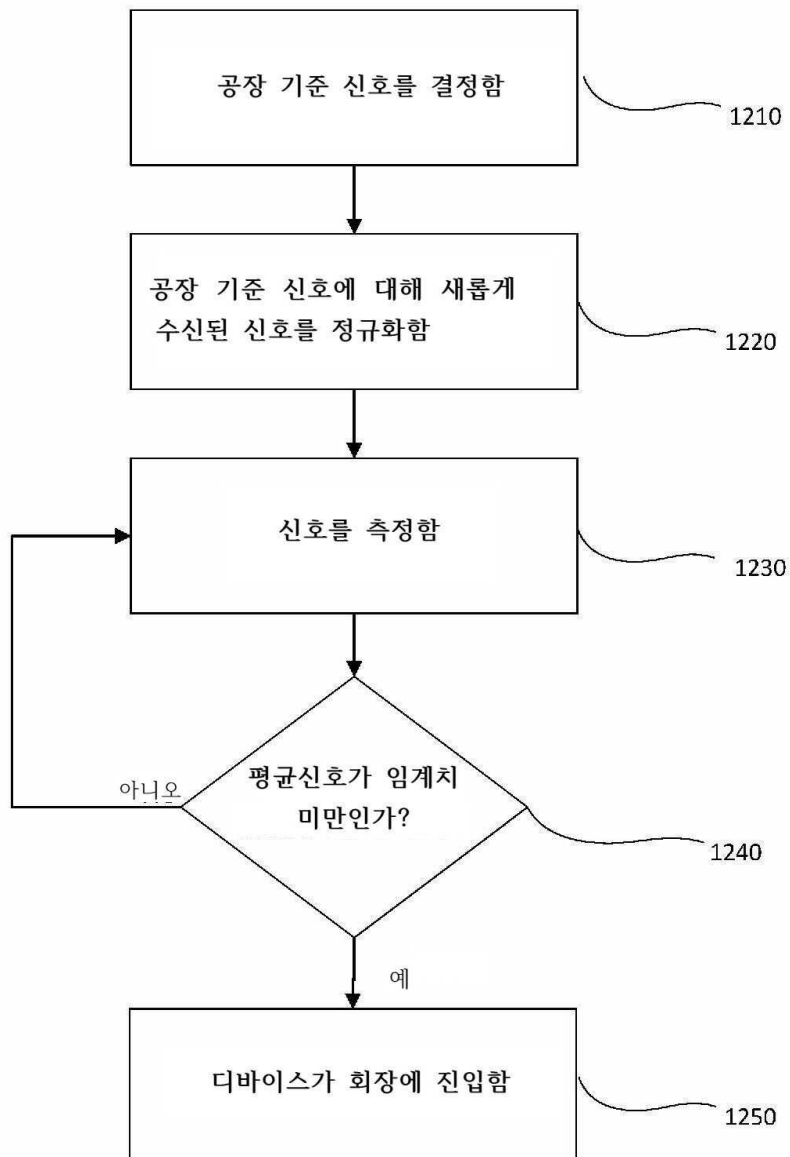 공장 기준 신호를 결정함
1210
공장 기준 신호에 대해 새롭게
수신된 신호를 정규화함
1220
신호를 측정함
1230
평균신호가 임계치
미만인가?
아니오
1240
예
디바이스가 회장에 진입함
1250